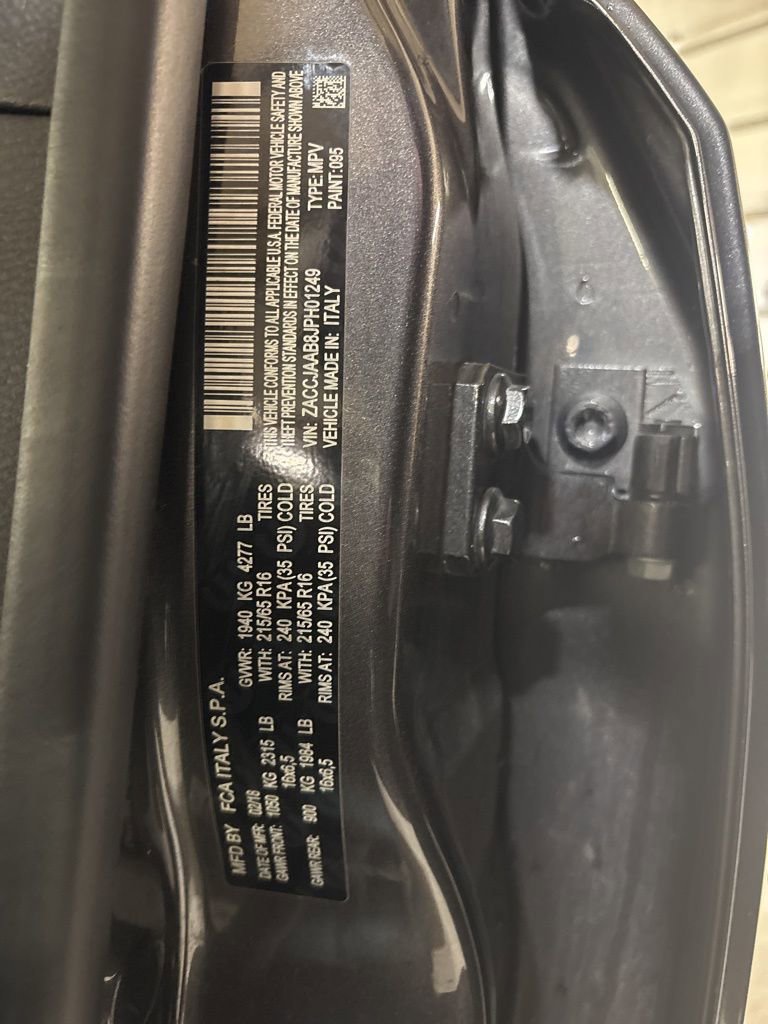 MFD BY FCA ITALY S.P.A.
DATE OF MFR: 02/18 GVWR: 1940 KG 4277 LB
GAWR FRONT: 1050 KG 2315 LB WITH: 215/65 R16 TIRES
16x6,5 RIMS AT: 240 KPA (35 PSI) COLD
GAWR REAR: 900 KG 1984 LB WITH: 215/65 R16 TIRES
16x6,5 RIMS AT: 240 KPA (35 PSI) COLD
THIS VEHICLE CONFORMS TO ALL APPLICABLE U.S.A. FEDERAL MOTOR VEHICLE SAFETY AND
THEFT PREVENTION STANDARDS IN EFFECT ON THE DATE OF MANUFACTURE SHOWN ABOVE
VIN: ZACCJAAB8JPH01249 TYPE: MPV
VEHICLE MADE IN: ITALY PAINT: 095